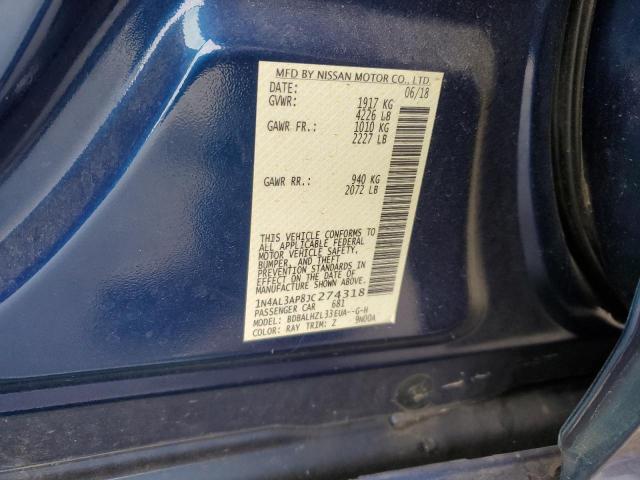 MFD BY NISSAN MOTOR CO., LTD.
DATE: 06/18
GVWR: 1917 KG
4226 LB
GAWR FR.: 1010 KG
2227 LB
GAWR RR.: 940 KG
2072 LB
THIS VEHICLE CONFORMS TO
ALL APPLICABLE FEDERAL
MOTOR VEHICLE SAFETY,
BUMPER, AND THEFT
PREVENTION STANDARDS IN
EFFECT ON THE DATE OF
MANUFACTURE SHOWN ABOVE.
1N4AL3AP8JC274318
PASSENGER CAR 681
MODEL: BDBALHZL33EUA--G-H
COLOR: RAY TRIM: Z 9N00A